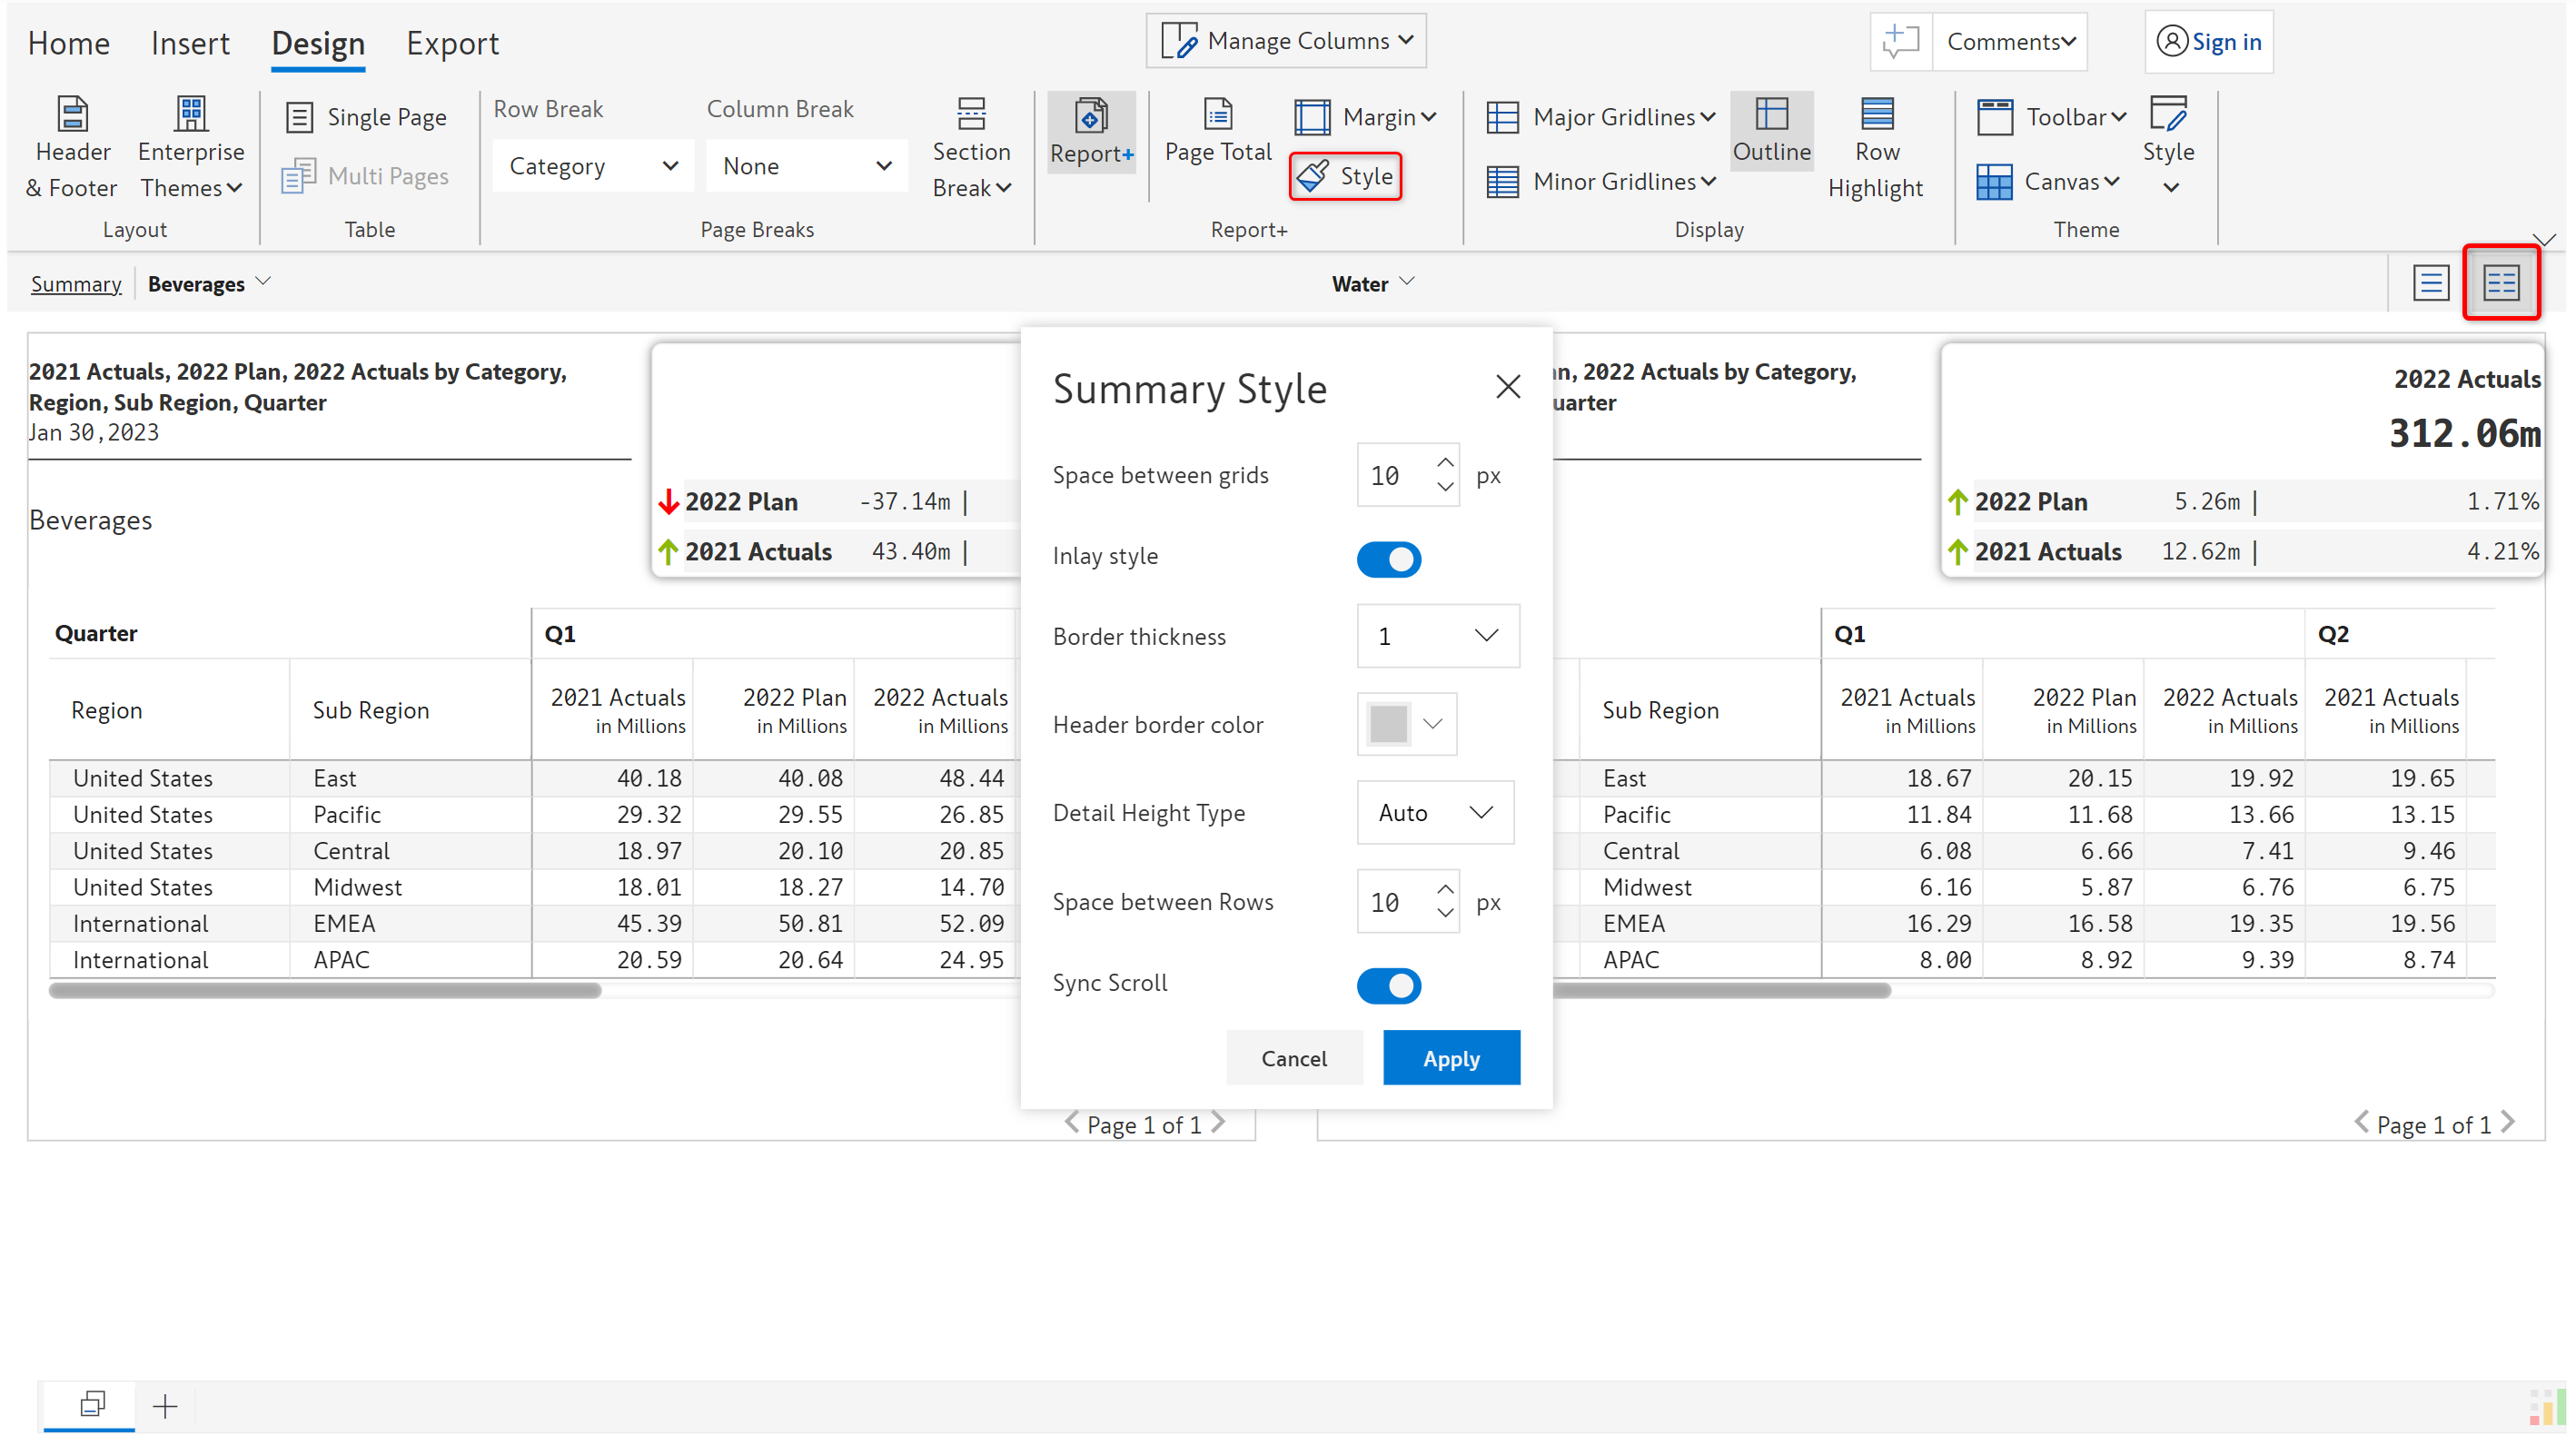 Home Insert Design Export Manage Columns Comments Sign in
Header & Footer Enterprise Themes Single Page Multi Pages Row Break Category Column Break None Section Break Report+ Page Total Margin Style Major Gridlines Minor Gridlines Outline Row Highlight Toolbar Canvas Style
Layout Table Page Breaks Report+ Display Theme
Summary Beverages Water
2021 Actuals, 2022 Plan, 2022 Actuals by Category,
Region, Sub Region, Quarter
Jan 30,2023
Beverages
2022 Plan -37.14m |
2021 Actuals 43.40m |
Quarter Q1
Region Sub Region 2021 Actuals in Millions 2022 Plan in Millions 2022 Actuals in Millions
United States East 40.18 40.08 48.44
United States Pacific 29.32 29.55 26.85
United States Central 18.97 20.10 20.85
United States Midwest 18.01 18.27 14.70
International EMEA 45.39 50.81 52.09
International APAC 20.59 20.64 24.95
Page 1 of 1
Summary Style
Space between grids 10 px
Inlay style
Border thickness 1
Header border color
Detail Height Type Auto
Space between Rows 10 px
Sync Scroll
Cancel Apply
2022 Actuals by Category,
2022 Actuals
312.06m
2022 Plan 5.26m | 1.71%
2021 Actuals 12.62m | 4.21%
Q1 Q2
Sub Region 2021 Actuals in Millions 2022 Plan in Millions 2022 Actuals in Millions 2021 Actuals in Millions
East 18.67 20.15 19.92 19.65
Pacific 11.84 11.68 13.66 13.15
Central 6.08 6.66 7.41 9.46
Midwest 6.16 5.87 6.76 6.75
EMEA 16.29 16.58 19.35 19.56
APAC 8.00 8.92 9.39 8.74
Page 1 of 1